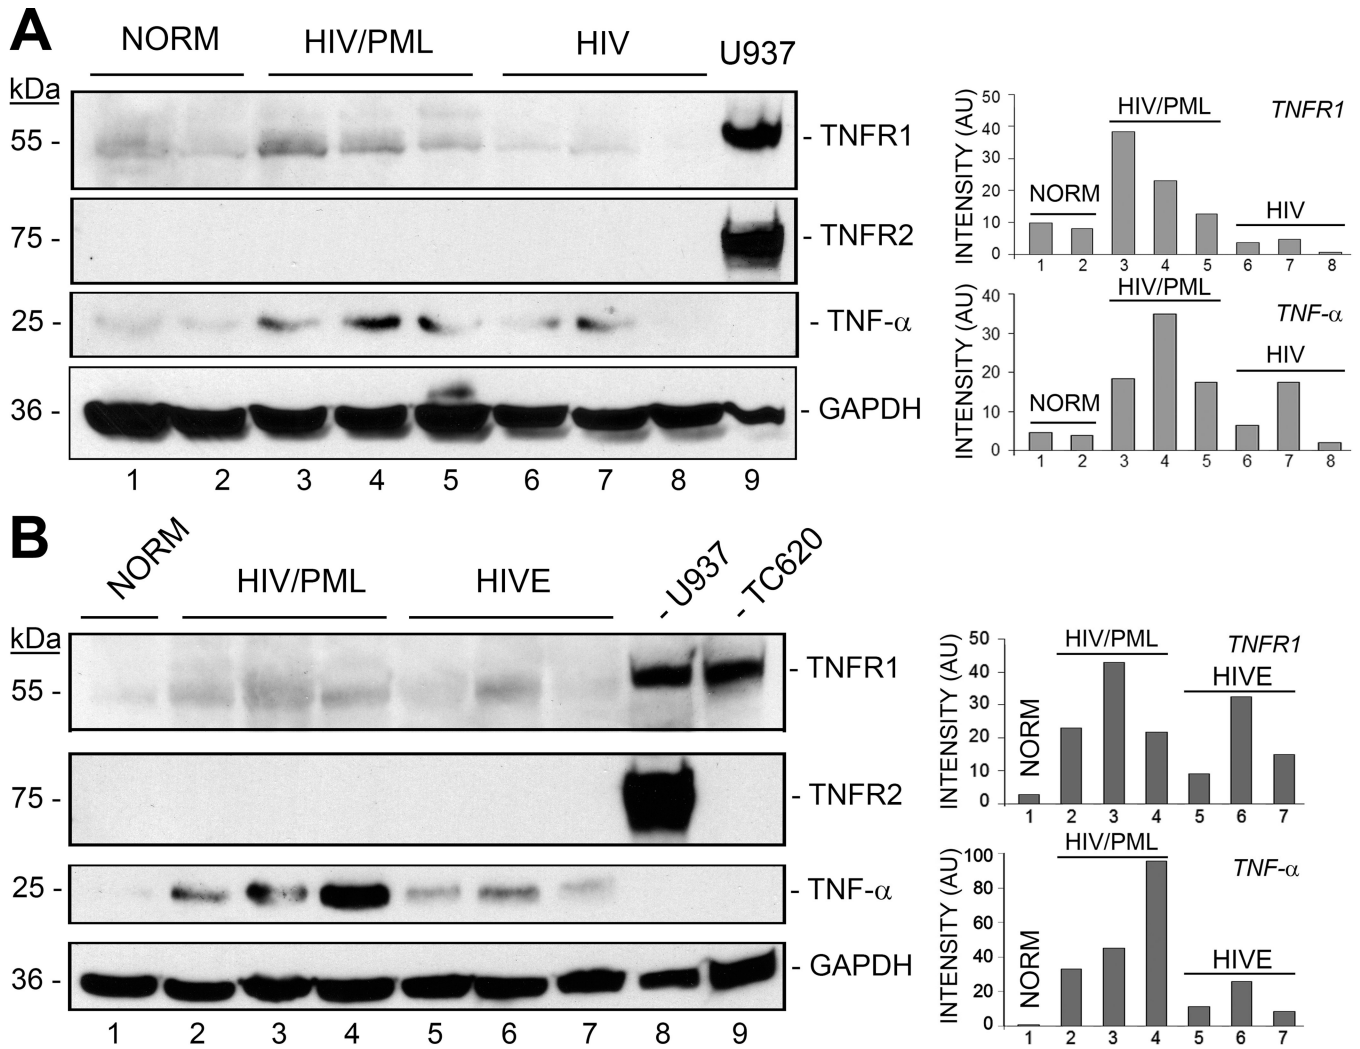 A
NORM HIV/PML HIV U937
kDa
55 - - TNFR1
75 - - TNFR2
25 - - TNF-α
36 - - GAPDH
1 2 3 4 5 6 7 8 9
INTENSITY (AU)
50
40
30
20
10
0
NORM
HIV/PML
HIV
TNFR1
1 2 3 4 5 6 7 8
INTENSITY (AU)
40
30
20
10
0
NORM
HIV/PML
HIV
TNF-α
1 2 3 4 5 6 7 8
B
NORM HIV/PML HIVE - U937 - TC620
kDa
55 - - TNFR1
75 - - TNFR2
25 - - TNF-α
36 - - GAPDH
1 2 3 4 5 6 7 8 9
INTENSITY (AU)
50
40
30
20
10
0
NORM
HIV/PML
HIVE
TNFR1
1 2 3 4 5 6 7
INTENSITY (AU)
100
80
60
40
20
0
NORM
HIV/PML
HIVE
TNF-α
1 2 3 4 5 6 7